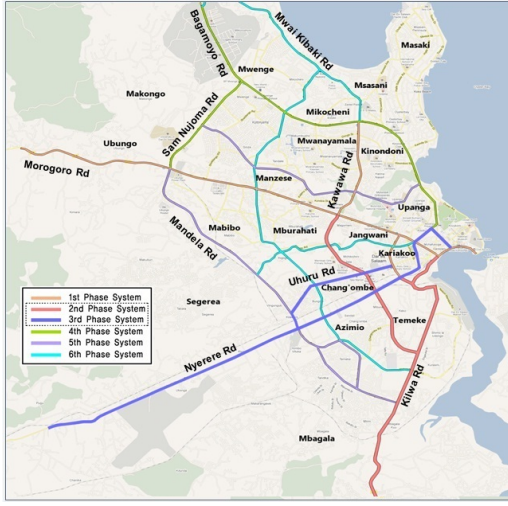 Mwai Kibaki Rd
Bagamoyo Rd
Masaki
Mwenge
Msasani
Makongo
Mikocheni
Sam Nujoma Rd
Ubungo
Mwanayamala
Kinondoni
Morogoro Rd
Manzese
Kawawa Rd
Upanga
Mandela Rd
Mabibo
Mburahati
Jangwani
Kariakoo
Uhuru Rd
Chang'ombe
Segerea
1st Phase System
2nd Phase System
3rd Phase System
4th Phase System
5th Phase System
6th Phase System
Azimio
Temeke
Nyerere Rd
Kilwa Rd
Mbagala